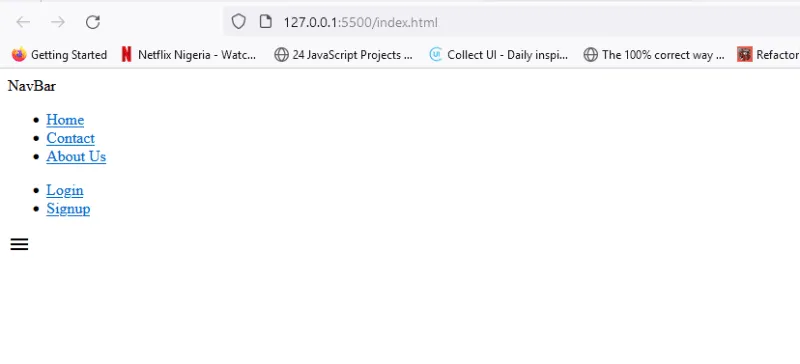 127.0.0.1:5500/index.html
Getting Started Netflix Nigeria - Watc... 24 JavaScript Projects ... Collect UI - Daily inspi... The 100% correct way ... Refactor
NavBar
Home
Contact
About Us
Login
Signup